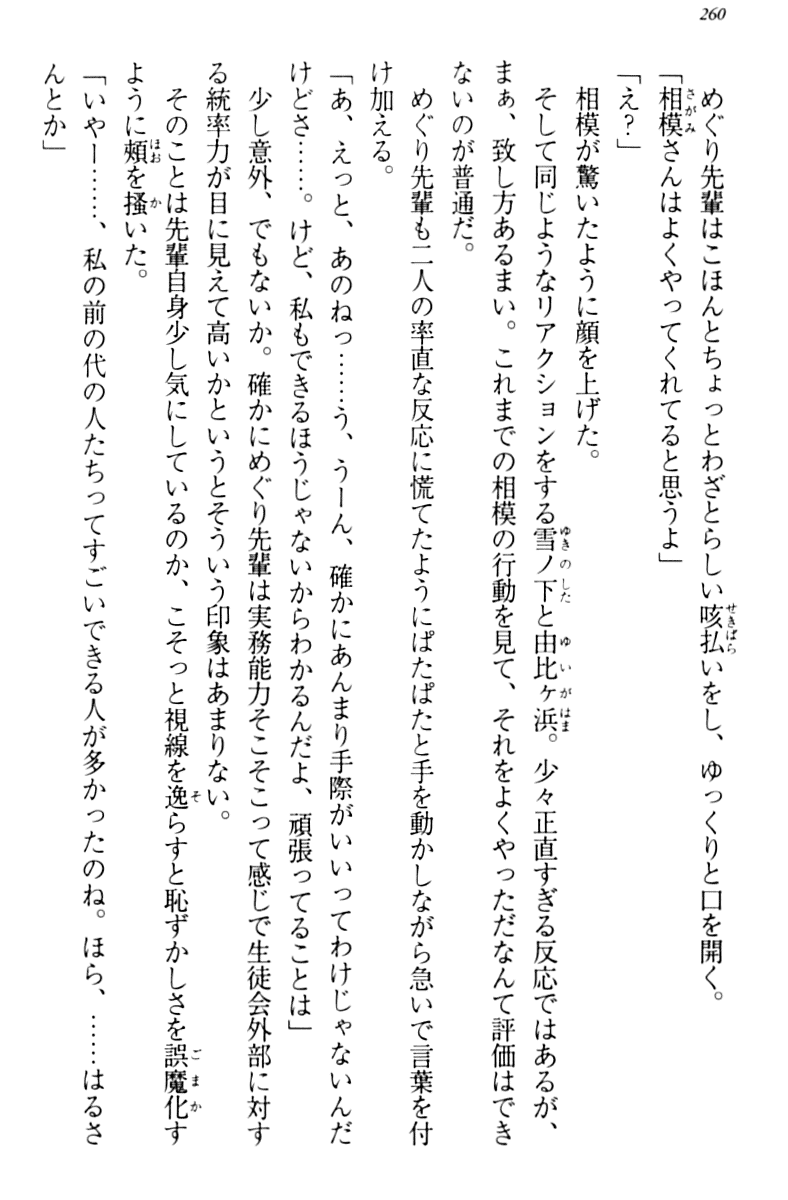 260
めぐり先輩はこほんとちょっとわざとらしい咳払いをし、ゆっくりと口を開く。
「相模さんはよくやってくれてると思うよ」
「え?」
相模が驚いたように顔を上げた。
そして同じようなリアクションをする雪ノ下と由比ヶ浜。少々正直すぎる反応ではあるが、
まぁ、致し方あるまい。これまでの相模の行動を見て、それをよくやっただなんて評価はでき
ないのが普通だ。
めぐり先輩も二人の率直な反応に慌てたようにぱたぱたと手を動かしながら急いで言葉を付
け加える。
「あ、えっと、あのねっ……う、うーん、確かにあんまり手際がいいってわけじゃないんだ
けどさ……。けど、私もできるほうじゃないからわかるんだよ、頑張ってることは」
少し意外、でもないか。確かにめぐり先輩は実務能力そこそこって感じで生徒会外部に対す
る統率力が目に見えて高いかというとそういう印象はあまりない。
そのことは先輩自身少し気にしているのか、こそっと視線を逸らすと恥ずかしさを誤魔化す
ように頬を掻いた。
「いやー……、私の前の代の人たちってすごいできる人が多かったのね。ほら、……はるさ
んとか」